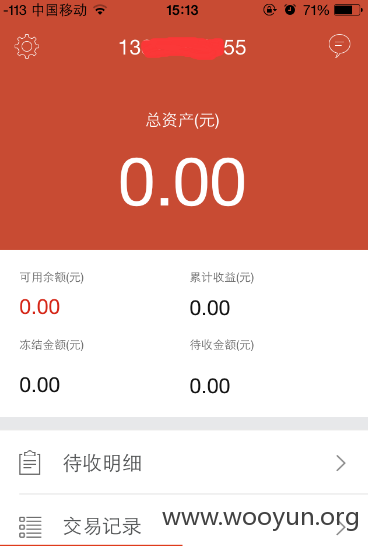 -113 中国移动 15:13 71%
13 55
总资产(元)
0.00
可用余额(元) 累计收益(元)
0.00 0.00
冻结金额(元) 待收金额(元)
0.00 0.00
待收明细
交易记录
www.wooyun.org